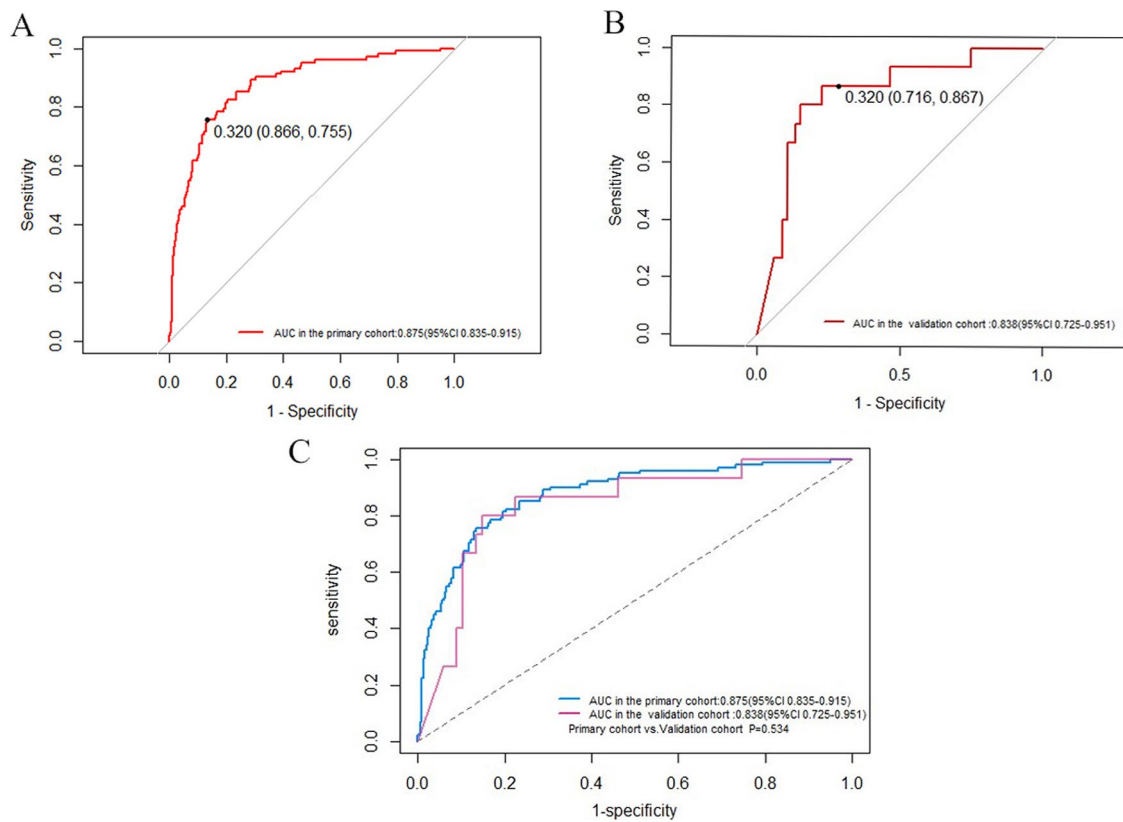 A
Sensitivity
1.0
0.8
0.6
0.4
0.2
0.0
0.320 (0.866, 0.755)
AUC in the primary cohort:0.875(95%CI 0.835-0.915)
0.0 0.2 0.4 0.6 0.8 1.0
1 - Specificity
B
Sensitivity
1.0
0.8
0.6
0.4
0.2
0.0
0.320 (0.716, 0.867)
AUC in the validation cohort :0.838(95%CI 0.725-0.951)
0.0 0.5 1.0
1 - Specificity
C
sensitivity
1.0
0.8
0.6
0.4
0.2
0.0
AUC in the primary cohort:0.875(95%CI 0.835-0.915)
AUC in the validation cohort :0.838(95%CI 0.725-0.951)
Primary cohort vs.Validation cohort P=0.534
0.0 0.2 0.4 0.6 0.8 1.0
1-specificity